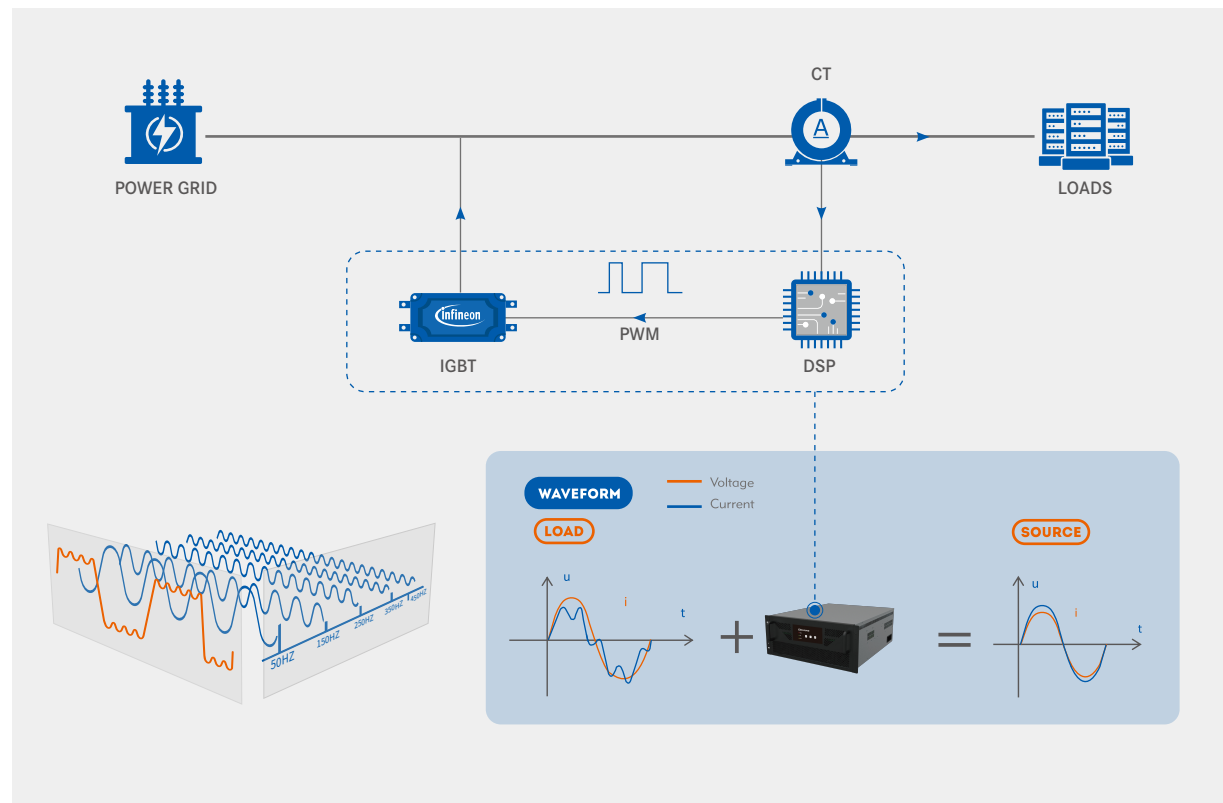 CT
A
POWER GRID
LOADS
infineon
PWM
IGBT
DSP
WAVEFORM
Voltage
Current
LOAD
SOURCE
u
i
t
u
i
t
50HZ
150HZ
250HZ
350HZ
450HZ